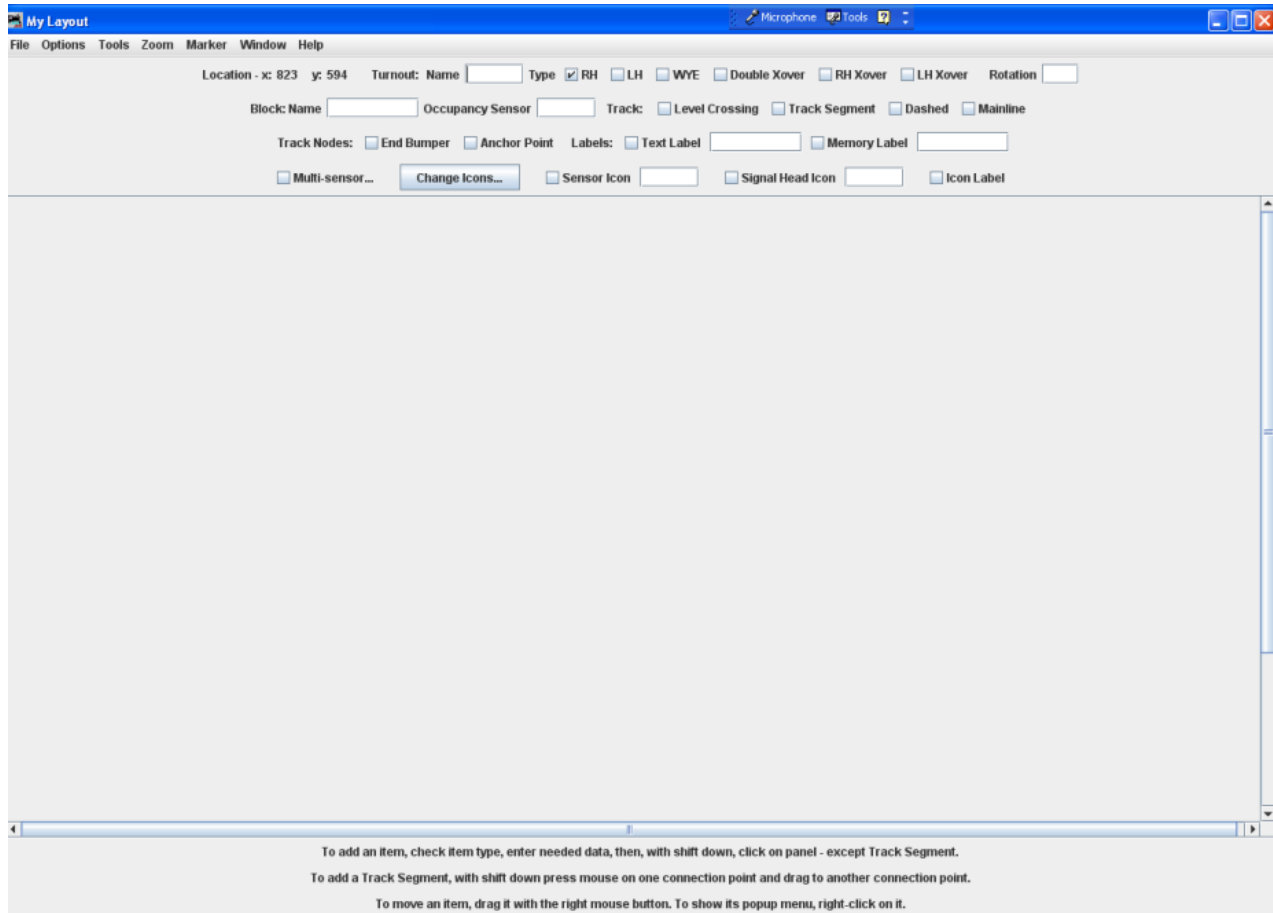 My Layout
Microphone Tools
File Options Tools Zoom Marker Window Help
Location - x: 823 y: 594 Turnout: Name Type RH LH WYE Double Xover RH Xover LH Xover Rotation
Block: Name Occupancy Sensor Track: Level Crossing Track Segment Dashed Mainline
Track Nodes: End Bumper Anchor Point Labels: Text Label Memory Label
Multi-sensor... Change Icons... Sensor Icon Signal Head Icon Icon Label
To add an item, check item type, enter needed data, then, with shift down, click on panel - except Track Segment.
To add a Track Segment, with shift down press mouse on one connection point and drag to another connection point.
To move an item, drag it with the right mouse button. To show its popup menu, right-click on it.